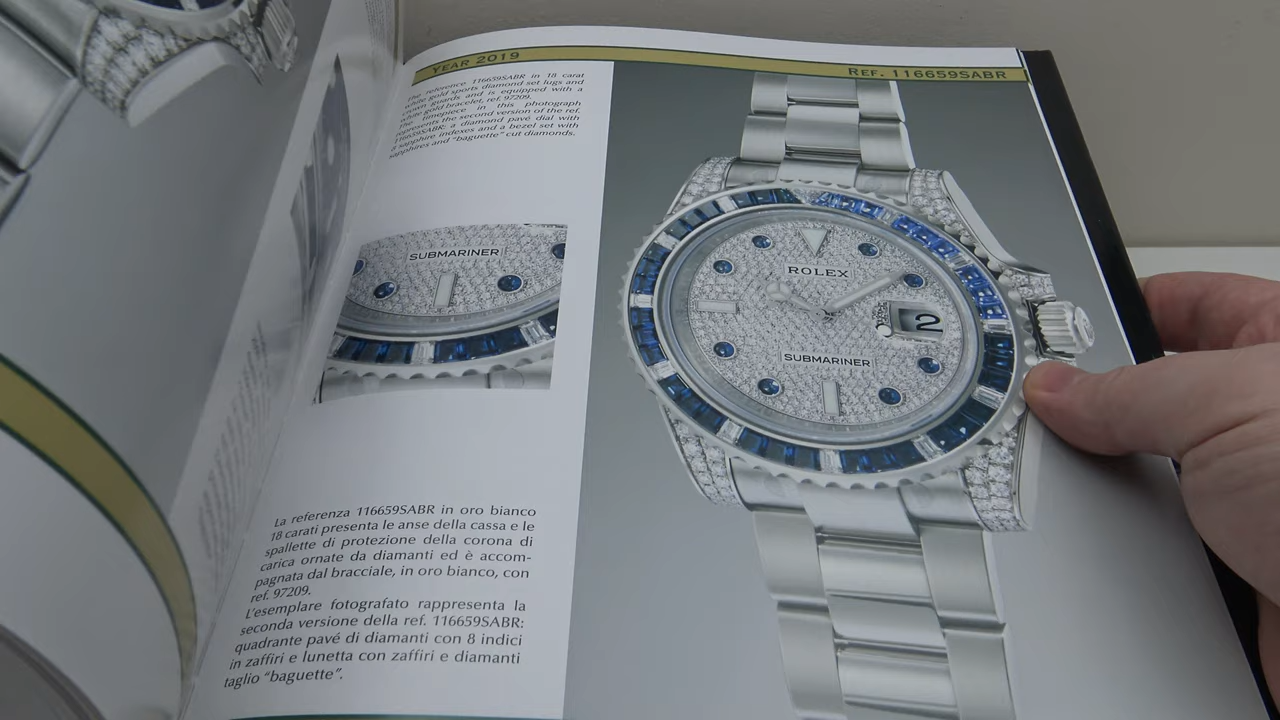 YEAR 2019
REF. 116659SABR
The reference 116659SABR in 18 carat
white gold sports diamond set lugs and
crown guards and is equipped with a
white gold bracelet, ref. 97209.
The timepiece in this photograph
represents the second version of the ref.
116659SABR: a diamond pavé dial with
8 sapphire indexes and a bezel set with
sapphires and "baguette" cut diamonds.
SUBMARINER
ROLEX
2
SUBMARINER
La referenza 116659SABR in oro bianco
18 carati presenta le anse della cassa e le
spallette di protezione della corona di
carica ornate da diamanti ed è accom-
pagnata dal bracciale, in oro bianco, con
ref. 97209.
L'esemplare fotografato rappresenta la
seconda versione della ref. 116659SABR:
quadrante pavé di diamanti con 8 indici
in zaffiri e lunetta con zaffiri e diamanti
taglio "baguette".